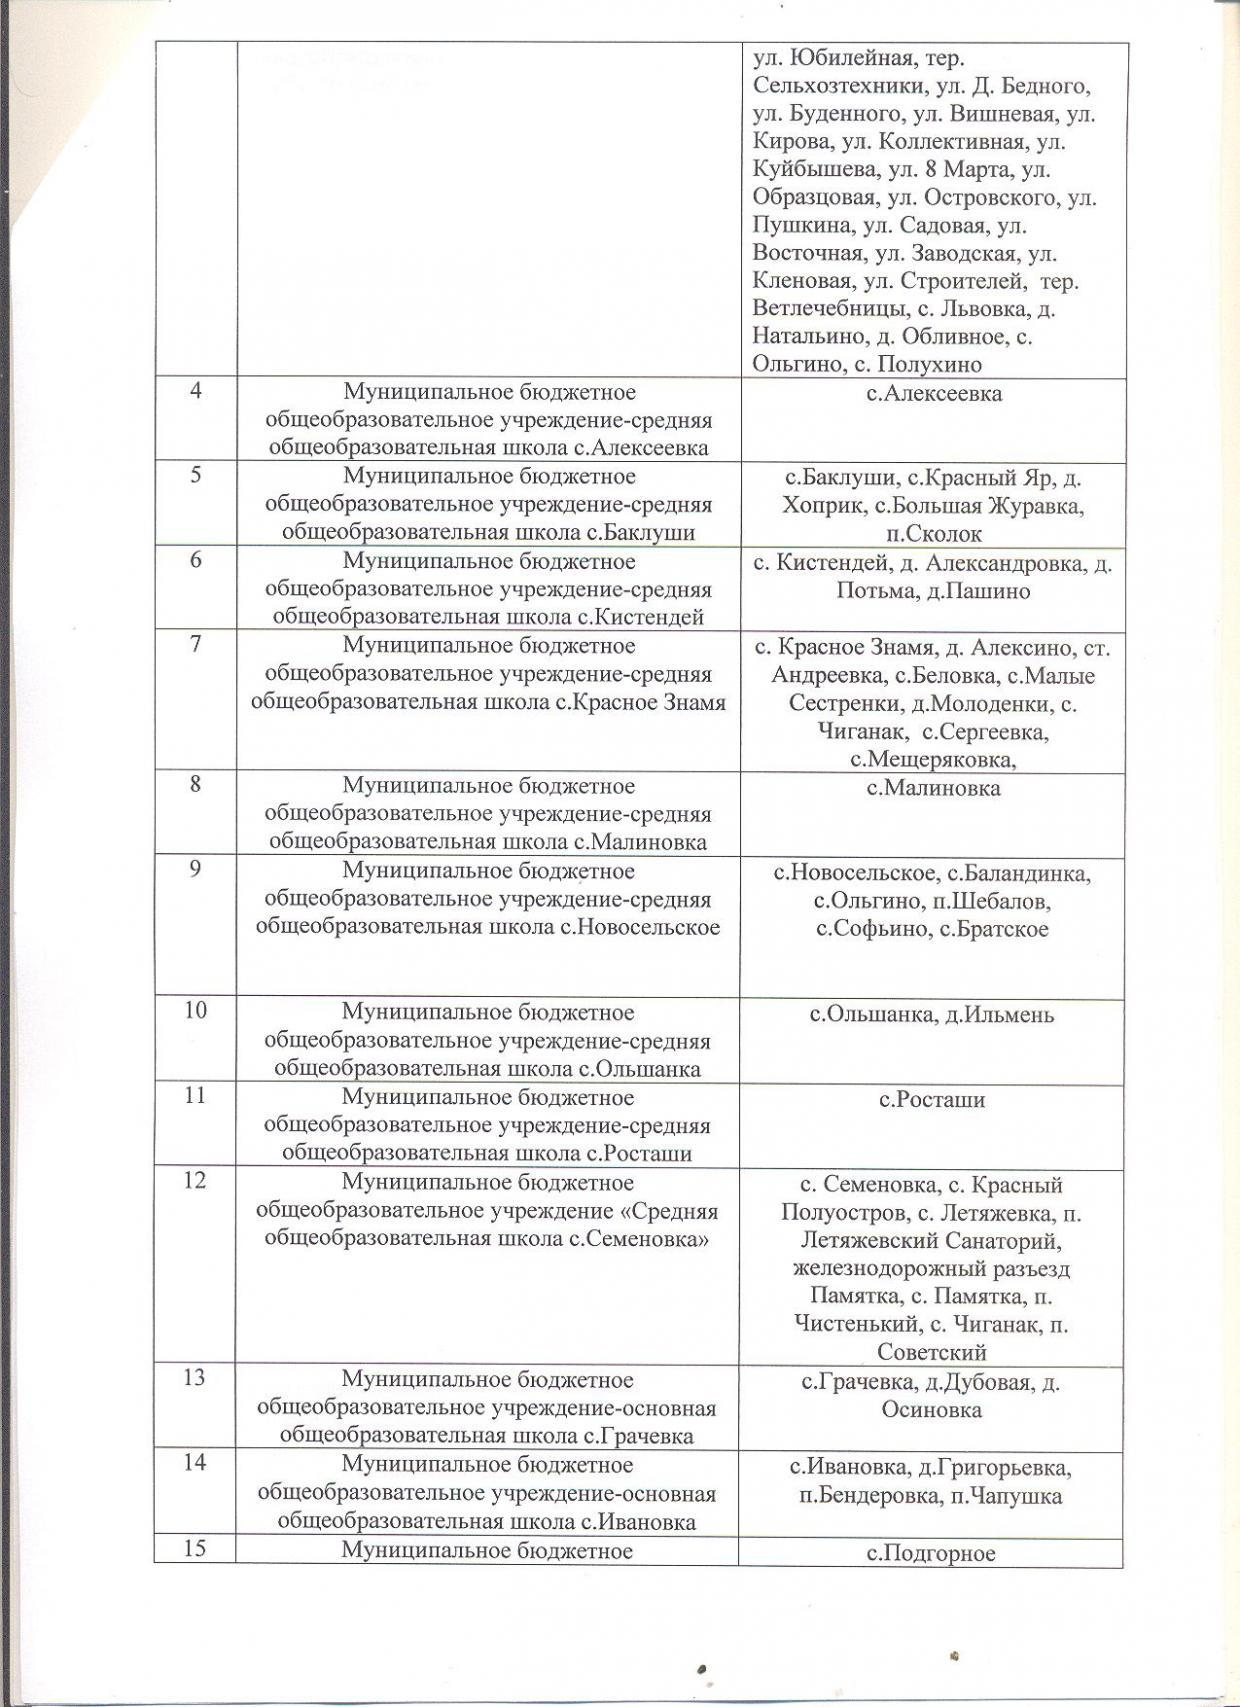 ул. Юбилейная, тер.
Сельхозтехники, ул. Д. Бедного,
ул. Буденного, ул. Вишневая, ул.
Кирова, ул. Коллективная, ул.
Куйбышева, ул. 8 Марта, ул.
Образцовая, ул. Островского, ул.
Пушкина, ул. Садовая, ул.
Восточная, ул. Заводская, ул.
Кленовая, ул. Строителей, тер.
Ветлечебницы, с. Львовка, д.
Натальино, д. Обливное, с.
Ольгино, с. Полухино
4
Муниципальное бюджетное
общеобразовательное учреждение-средняя
общеобразовательная школа с.Алексеевка
с.Алексеевка
5
Муниципальное бюджетное
общеобразовательное учреждение-средняя
общеобразовательная школа с.Баклуши
с.Баклуши, с.Красный Яр, д.
Хоприк, с.Большая Журавка,
п.Сколок
6
Муниципальное бюджетное
общеобразовательное учреждение-средняя
общеобразовательная школа с.Кистендей
с. Кистендей, д. Александровка, д.
Потьма, д.Пашино
7
Муниципальное бюджетное
общеобразовательное учреждение-средняя
общеобразовательная школа с.Красное Знамя
с. Красное Знамя, д. Алексино, ст.
Андреевка, с.Беловка, с.Малые
Сестренки, д.Молоденки, с.
Чиганак, с.Сергеевка,
с.Мещеряковка,
8
Муниципальное бюджетное
общеобразовательное учреждение-средняя
общеобразовательная школа с.Малиновка
с.Малиновка
9
Муниципальное бюджетное
общеобразовательное учреждение-средняя
общеобразовательная школа с.Новосельское
с.Новосельское, с.Баландинка,
с.Ольгино, п.Шебалов,
с.Софьино, с.Братское
10
Муниципальное бюджетное
общеобразовательное учреждение-средняя
общеобразовательная школа с.Ольшанка
с.Ольшанка, д.Ильмень
11
Муниципальное бюджетное
общеобразовательное учреждение-средняя
общеобразовательная школа с.Росташи
с.Росташи
12
Муниципальное бюджетное
общеобразовательное учреждение «Средняя
общеобразовательная школа с.Семеновка»
с. Семеновка, с. Красный
Полуостров, с. Летяжевка, п.
Летяжевский Санаторий,
железнодорожный разъезд
Памятка, с. Памятка, п.
Чистенький, с. Чиганак, п.
Советский
13
Муниципальное бюджетное
общеобразовательное учреждение-основная
общеобразовательная школа с.Грачевка
с.Грачевка, д.Дубовая, д.
Осиновка
14
Муниципальное бюджетное
общеобразовательное учреждение-основная
общеобразовательная школа с.Ивановка
с.Ивановка, д.Григорьевка,
п.Бендеровка, п.Чапушка
15
Муниципальное бюджетное
с.Подгорное